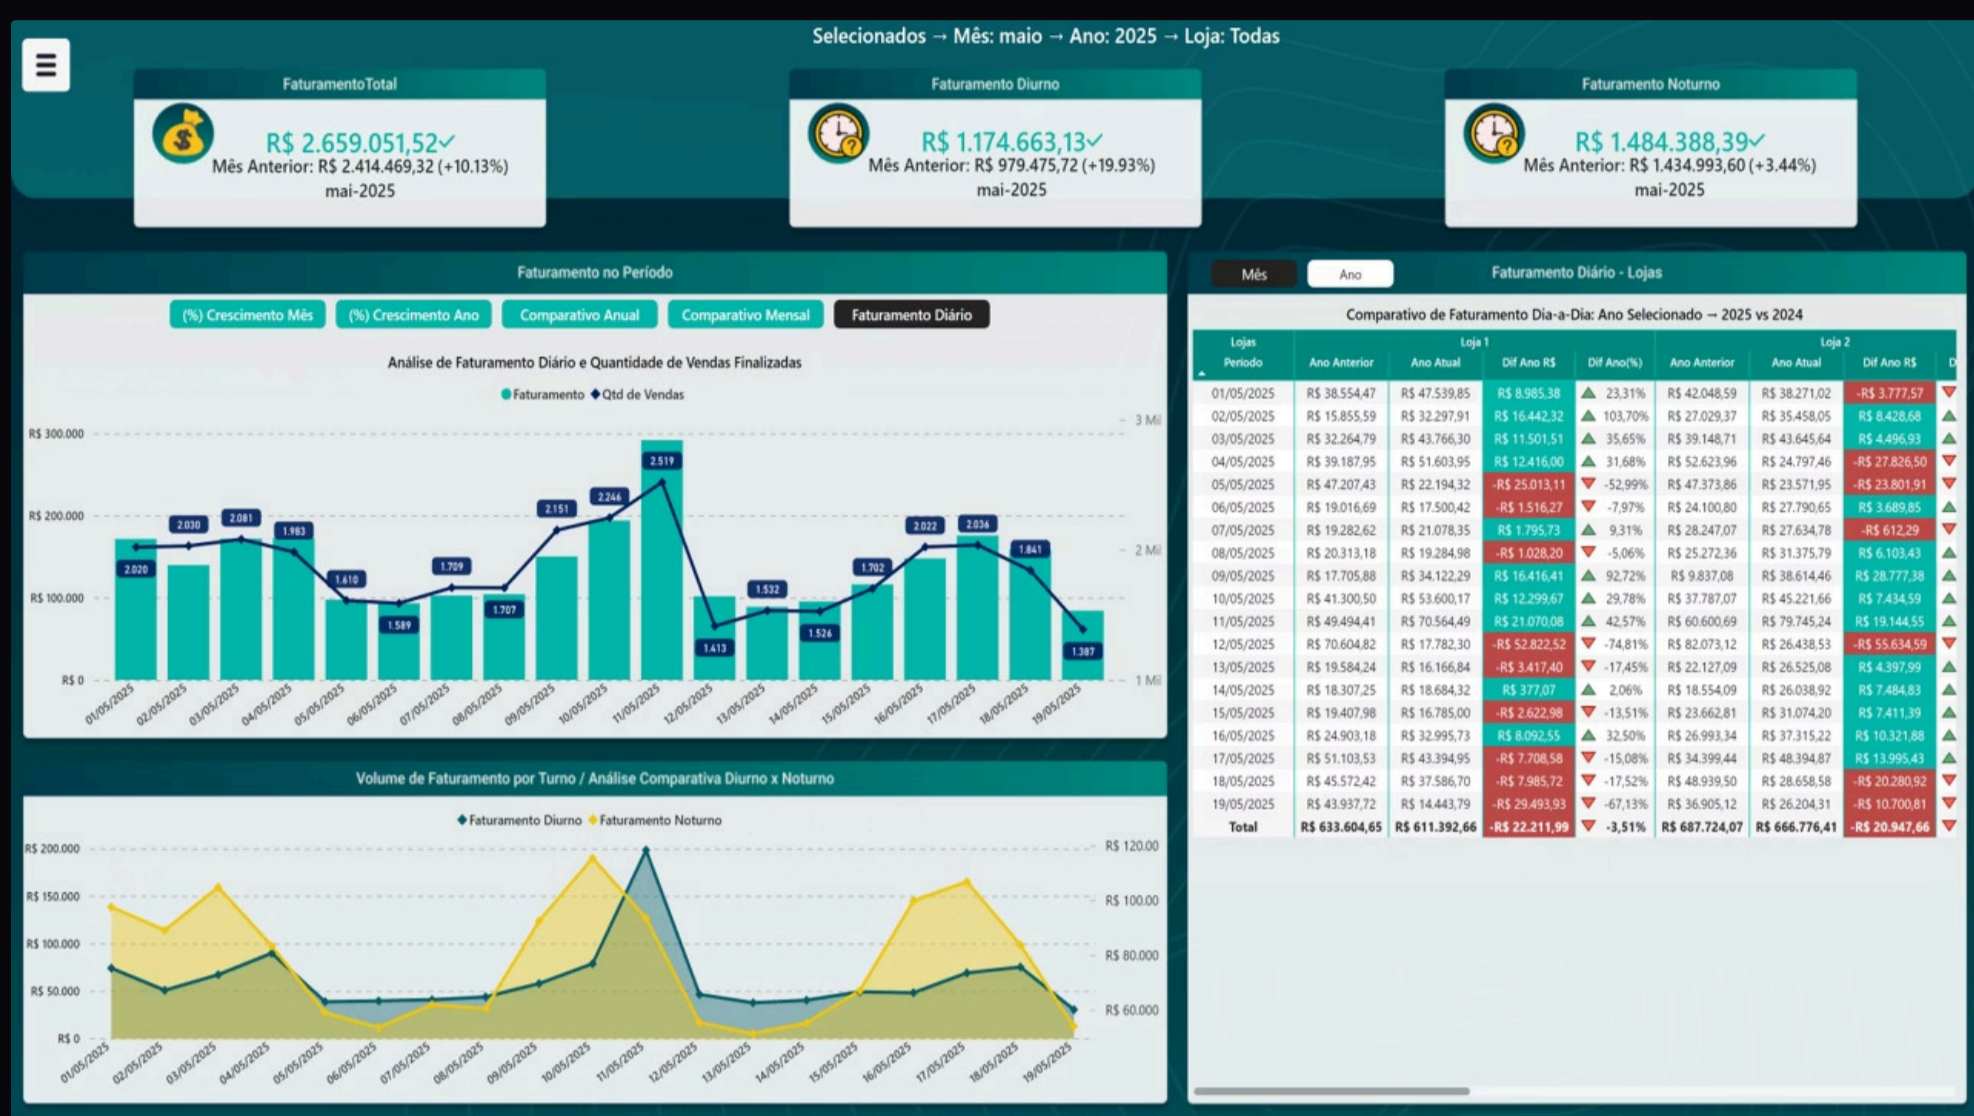 Selecionados → Mês: maio → Ano: 2025 → Loja: Todas
FaturamentoTotal
R$ 2.659.051,52✓
Mês Anterior: R$ 2.414.469,32 (+10.13%)
mai-2025
Faturamento Diurno
R$ 1.174.663,13✓
Mês Anterior: R$ 979.475,72 (+19.93%)
mai-2025
Faturamento Noturno
R$ 1.484.388,39✓
Mês Anterior: R$ 1.434.993,60 (+3.44%)
mai-2025
Faturamento no Período
(%) Crescimento Mês (%) Crescimento Ano Comparativo Anual Comparativo Mensal Faturamento Diário
Análise de Faturamento Diário e Quantidade de Vendas Finalizadas
Faturamento Qtd de Vendas
R$ 300.000
R$ 200.000
R$ 100.000
R$ 0
3 Mil
2 Mil
1 Mil
2.020 2.030 2.081 1.983 1.610 1.589 1.709 1.707 2.151 2.246 2.519 1.413 1.532 1.526 1.702 2.022 2.036 1.841 1.387
01/05/2025 02/05/2025 03/05/2025 04/05/2025 05/05/2025 06/05/2025 07/05/2025 08/05/2025 09/05/2025 10/05/2025 11/05/2025 12/05/2025 13/05/2025 14/05/2025 15/05/2025 16/05/2025 17/05/2025 18/05/2025 19/05/2025
Volume de Faturamento por Turno / Análise Comparativa Diurno x Noturno
Faturamento Diurno Faturamento Noturno
R$ 200.000
R$ 150.000
R$ 100.000
R$ 50.000
R$ 0
R$ 120.00
R$ 100.00
R$ 80.000
R$ 60.000
01/05/2025 02/05/2025 03/05/2025 04/05/2025 05/05/2025 06/05/2025 07/05/2025 08/05/2025 09/05/2025 10/05/2025 11/05/2025 12/05/2025 13/05/2025 14/05/2025 15/05/2025 16/05/2025 17/05/2025 18/05/2025 19/05/2025
Mês Ano Faturamento Diário - Lojas
Comparativo de Faturamento Dia-a-Dia: Ano Selecionado → 2025 vs 2024
Lojas Loja 1 Loja 2
Período Ano Anterior Ano Atual Dif Ano R$ Dif Ano(%) Ano Anterior Ano Atual Dif Ano R$ D
01/05/2025 R$ 38.554,47 R$ 47.539,85 R$ 8.985,38 23,31% R$ 42.048,59 R$ 38.271,02 -R$ 3.777,57
02/05/2025 R$ 15.855,59 R$ 32.297,91 R$ 16.442,32 103,70% R$ 27.029,37 R$ 35.458,05 R$ 8.428,68
03/05/2025 R$ 32.264,79 R$ 43.766,30 R$ 11.501,51 35,65% R$ 39.148,71 R$ 43.645,64 R$ 4.496,93
04/05/2025 R$ 39.187,95 R$ 51.603,95 R$ 12.416,00 31,68% R$ 52.623,96 R$ 24.797,46 -R$ 27.826,50
05/05/2025 R$ 47.207,43 R$ 22.194,32 -R$ 25.013,11 -52,99% R$ 47.373,86 R$ 23.571,95 -R$ 23.801,91
06/05/2025 R$ 19.016,69 R$ 17.500,42 -R$ 1.516,27 -7,97% R$ 24.100,80 R$ 27.790,65 R$ 3.689,85
07/05/2025 R$ 19.282,62 R$ 21.078,35 R$ 1.795,73 9,31% R$ 28.247,07 R$ 27.634,78 -R$ 612,29
08/05/2025 R$ 20.313,18 R$ 19.284,98 -R$ 1.028,20 -5,06% R$ 25.272,36 R$ 31.375,79 R$ 6.103,43
09/05/2025 R$ 17.705,88 R$ 34.122,29 R$ 16.416,41 92,72% R$ 9.837,08 R$ 38.614,46 R$ 28.777,38
10/05/2025 R$ 41.300,50 R$ 53.600,17 R$ 12.299,67 29,78% R$ 37.787,07 R$ 45.221,66 R$ 7.434,59
11/05/2025 R$ 49.494,41 R$ 70.564,49 R$ 21.070,08 42,57% R$ 60.600,69 R$ 79.745,24 R$ 19.144,55
12/05/2025 R$ 70.604,82 R$ 17.782,30 -R$ 52.822,52 -74,81% R$ 82.073,12 R$ 26.438,53 -R$ 55.634,59
13/05/2025 R$ 19.584,24 R$ 16.166,84 -R$ 3.417,40 -17,45% R$ 22.127,09 R$ 26.525,08 R$ 4.397,99
14/05/2025 R$ 18.307,25 R$ 18.684,32 R$ 377,07 2,06% R$ 18.554,09 R$ 26.038,92 R$ 7.484,83
15/05/2025 R$ 19.407,98 R$ 16.785,00 -R$ 2.622,98 -13,51% R$ 23.662,81 R$ 31.074,20 R$ 7.411,39
16/05/2025 R$ 24.903,18 R$ 32.995,73 R$ 8.092,55 32,50% R$ 26.993,34 R$ 37.315,22 R$ 10.321,88
17/05/2025 R$ 51.103,53 R$ 43.394,95 -R$ 7.708,58 -15,08% R$ 34.399,44 R$ 48.394,87 R$ 13.995,43
18/05/2025 R$ 45.572,42 R$ 37.586,70 -R$ 7.985,72 -17,52% R$ 48.939,50 R$ 28.658,58 -R$ 20.280,92
19/05/2025 R$ 43.937,72 R$ 14.443,79 -R$ 29.493,93 -67,13% R$ 36.905,12 R$ 26.204,31 -R$ 10.700,81
Total R$ 633.604,65 R$ 611.392,66 -R$ 22.211,99 -3,51% R$ 687.724,07 R$ 666.776,41 -R$ 20.947,66